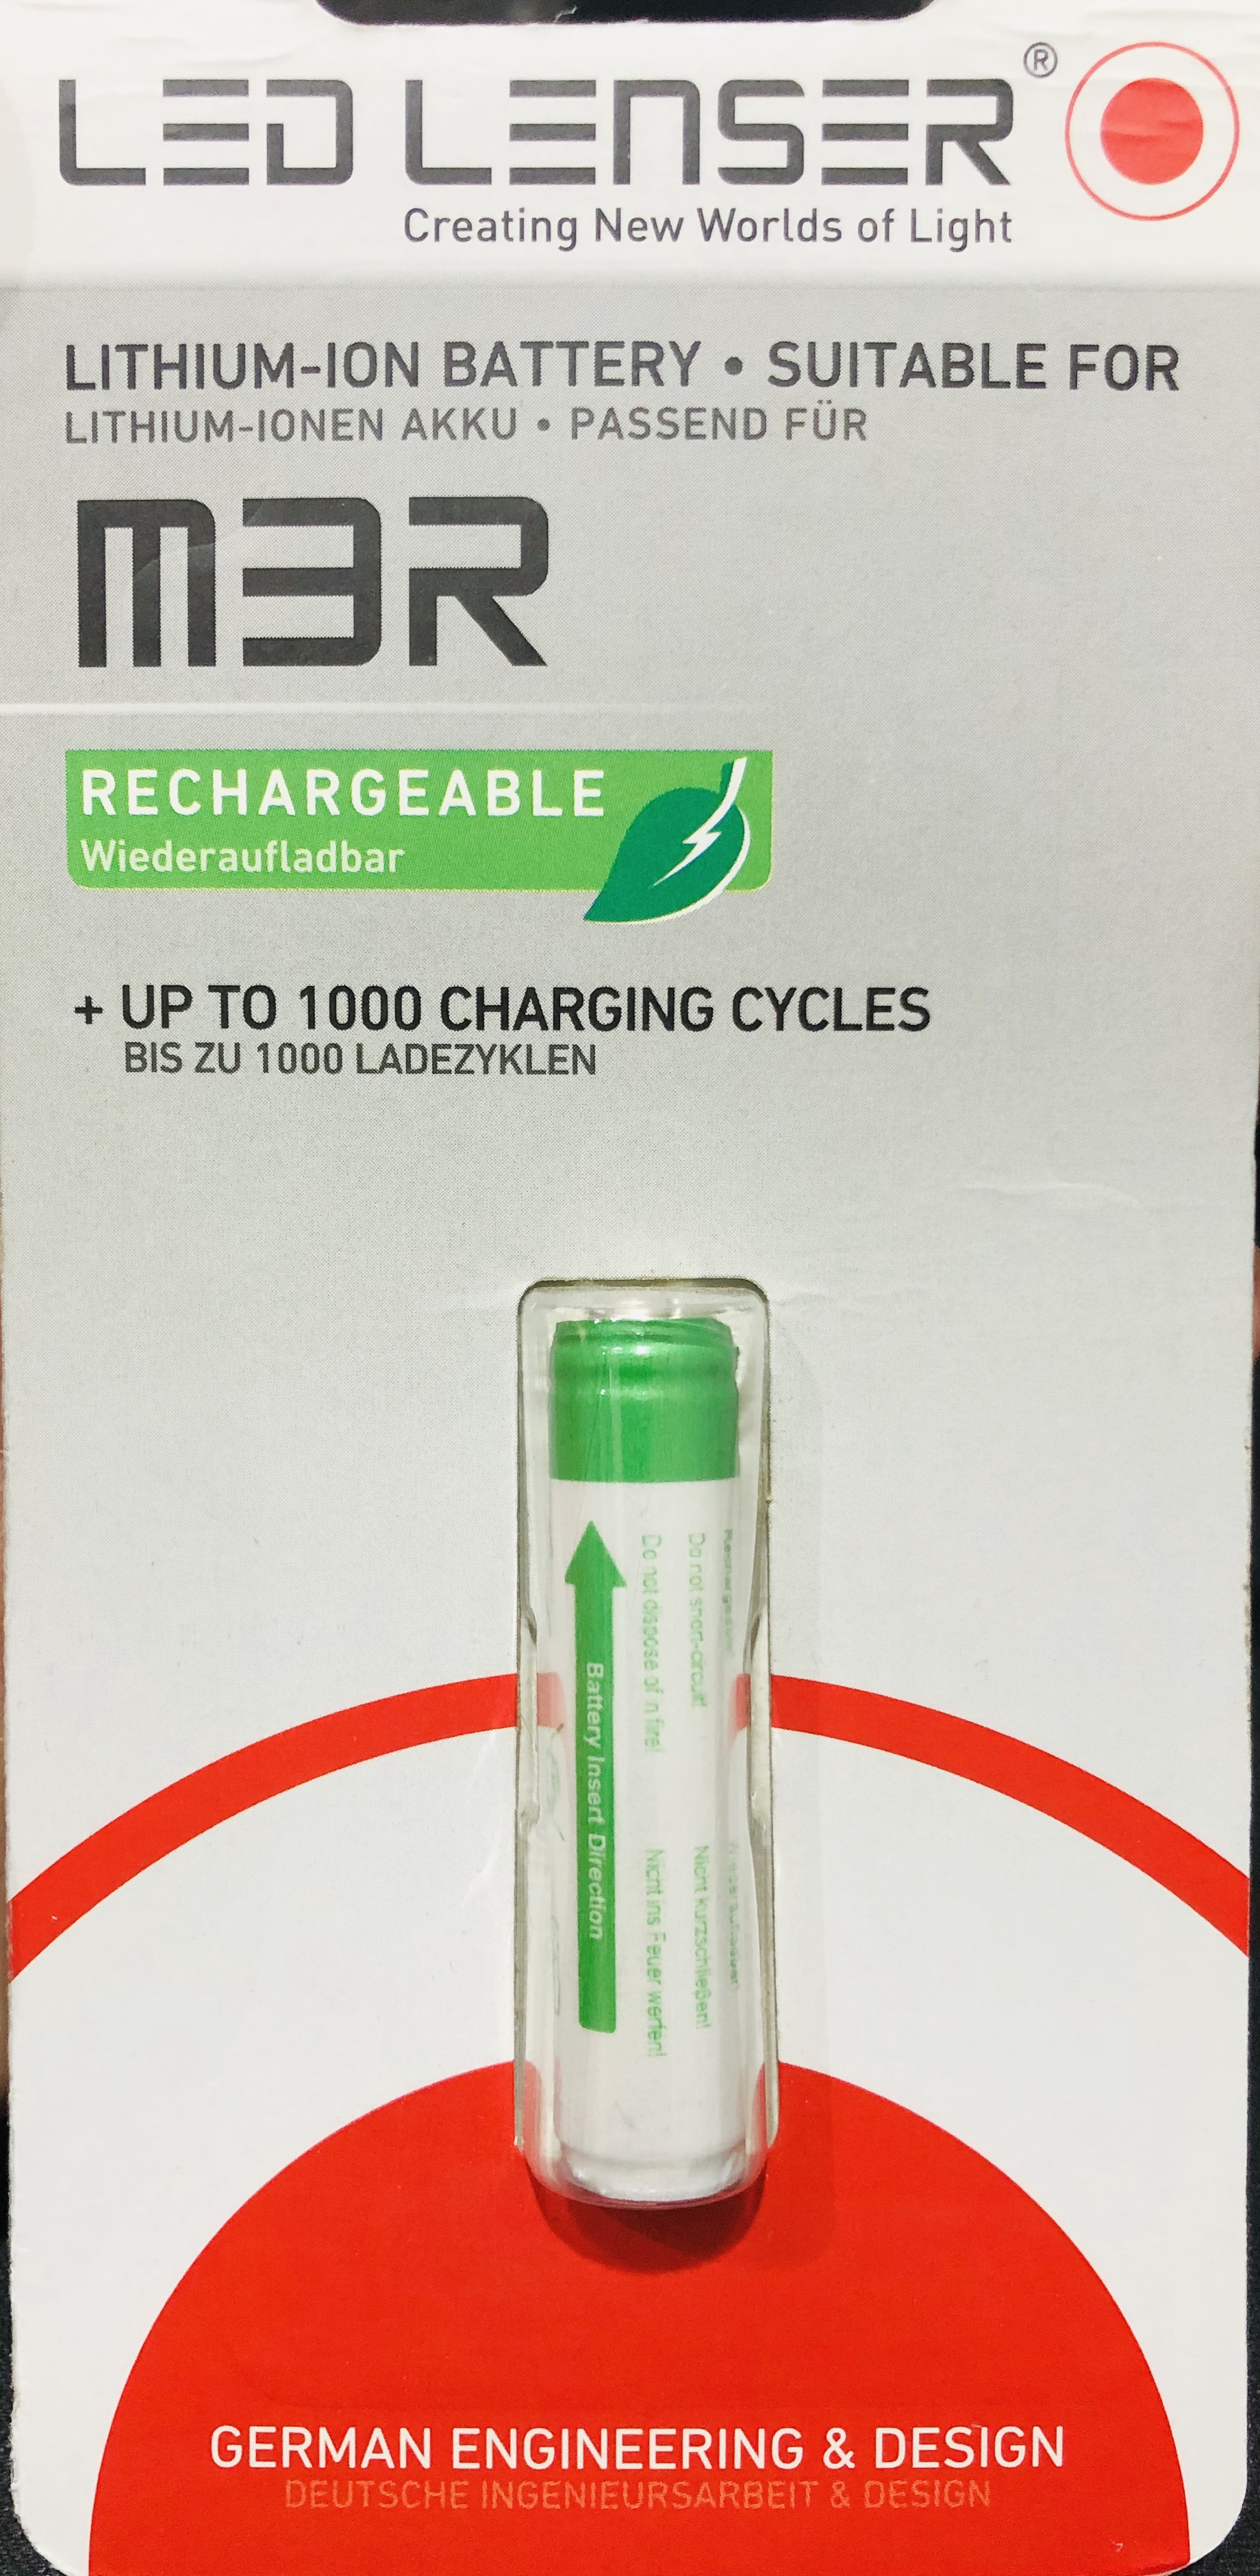 LED LENSER®
Creating New Worlds of Light
LITHIUM-ION BATTERY • SUITABLE FOR
LITHIUM-IONEN AKKU • PASSEND FÜR
M3R
RECHARGEABLE
Wiederaufladbar
+ UP TO 1000 CHARGING CYCLES
BIS ZU 1000 LADEZYKLEN
Do not short-circuit! Nicht kurzschließen!
Do not dispose of in fire! Nicht ins Feuer werfen!
Battery Insert Direction
GERMAN ENGINEERING & DESIGN
DEUTSCHE INGENIEURSARBEIT & DESIGN